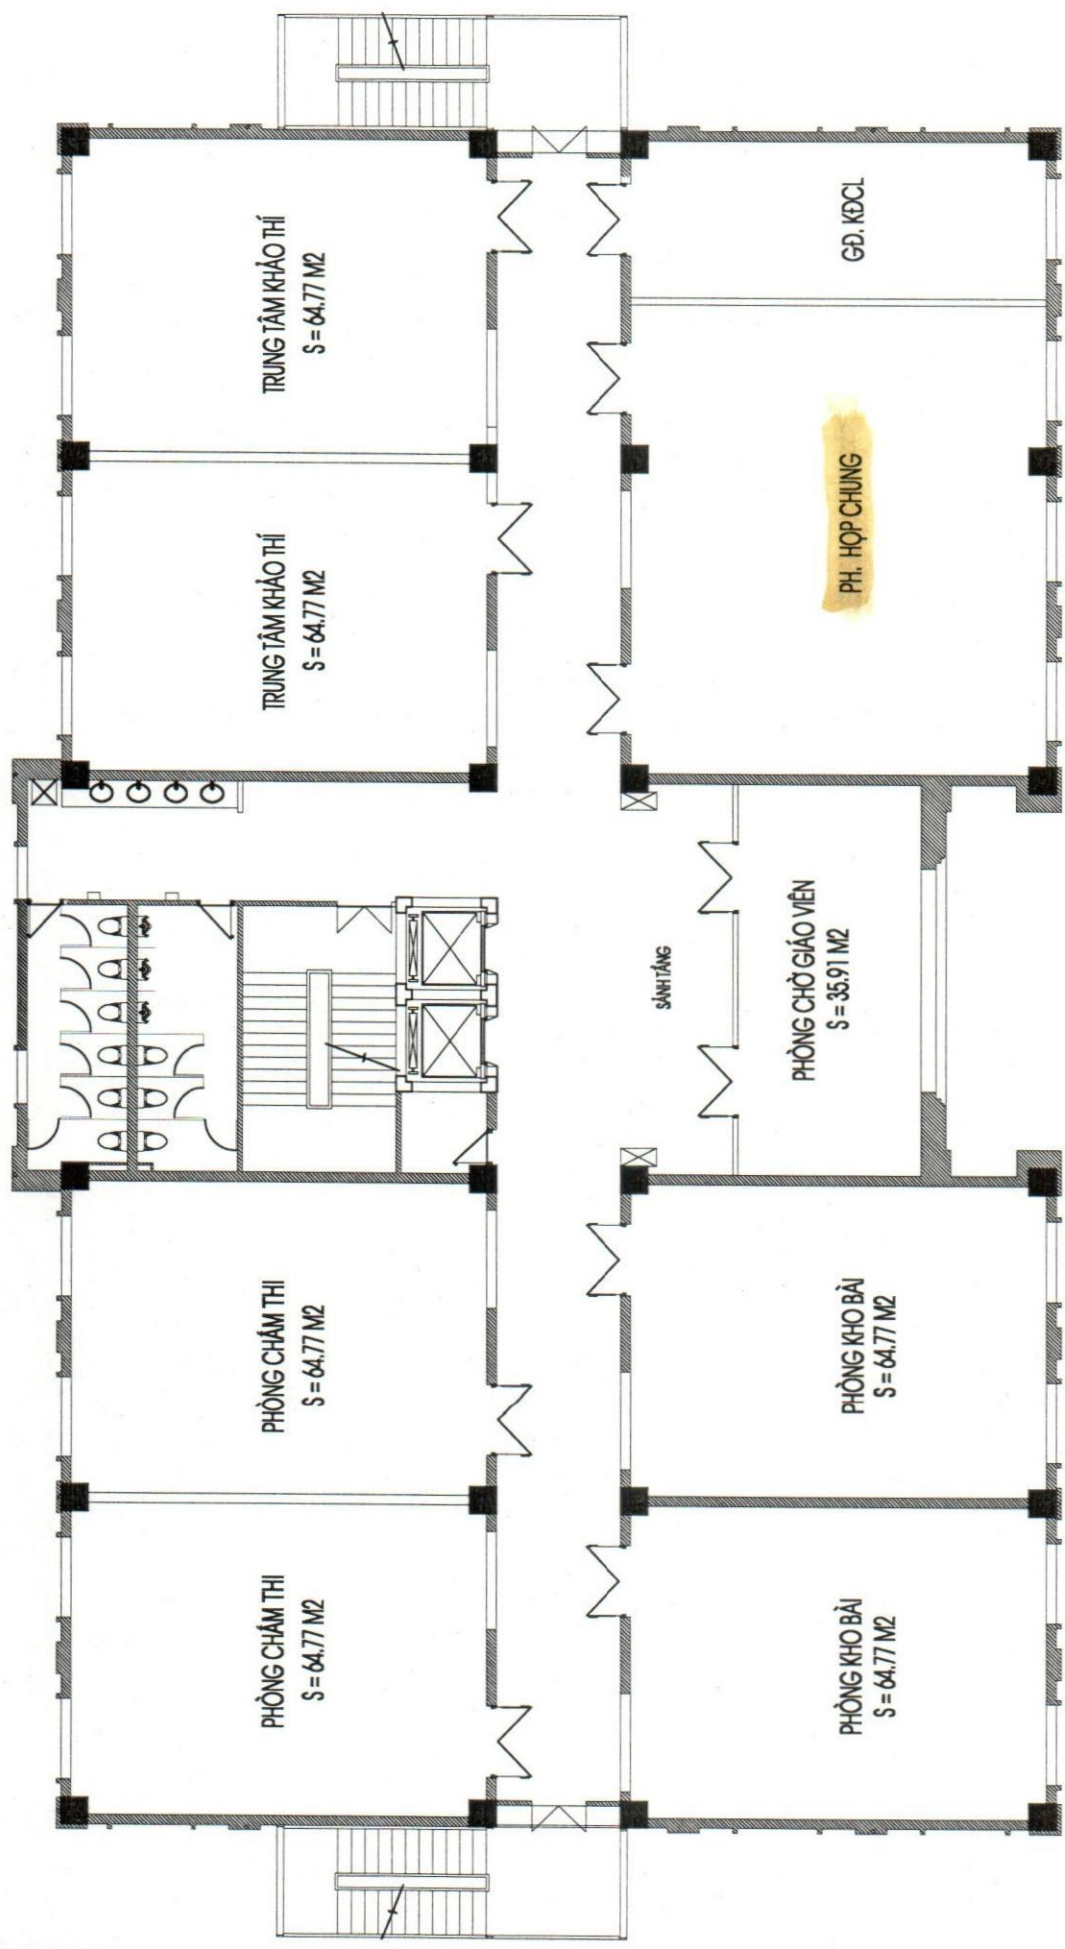 PHÒNG CHẤM THI
S = 64.77 M2
PHÒNG CHẤM THI
S = 64.77 M2
TRUNG TÂM KHẢO THÍ
S = 64.77 M2
TRUNG TÂM KHẢO THÍ
S = 64.77 M2
SẢNH TẦNG
PHÒNG CHỜ GIÁO VIÊN
S = 35.91 M2
PHÒNG KHO BÀI
S = 64.77 M2
PHÒNG KHO BÀI
S = 64.77 M2
PH. HỌP CHUNG
GĐ. KĐCL